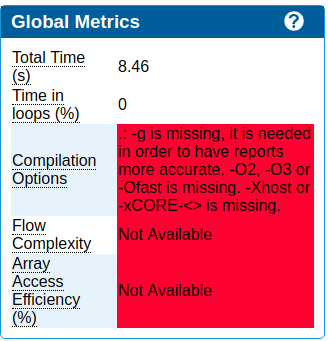 Global Metrics ?
Total Time
(s)
8.46
Time in
loops (%)
0
Compilation
Options
.: -g is missing, it is needed
in order to have reports
more accurate. -O2, -O3 or
-Ofast is missing. -Xhost or
-xCORE-<> is missing.
Flow
Complexity
Not Available
Array
Access
Efficiency
(%)
Not Available